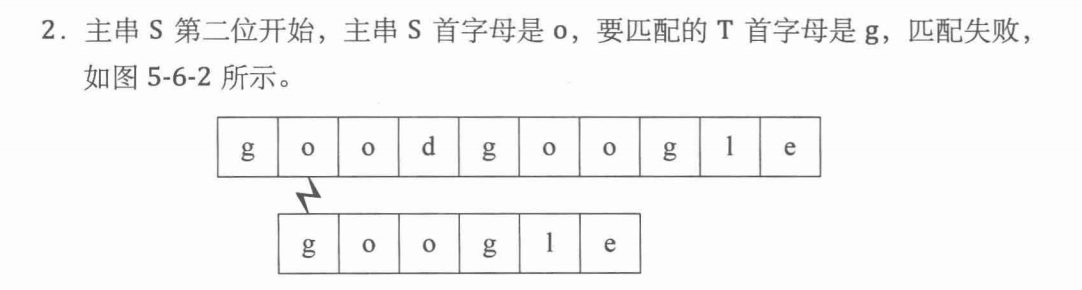 2. 主串 S 第二位开始，主串 S 首字母是 o，要匹配的 T 首字母是 g，匹配失败，
如图 5-6-2 所示。
g o o d g o o g l e
g o o g l e